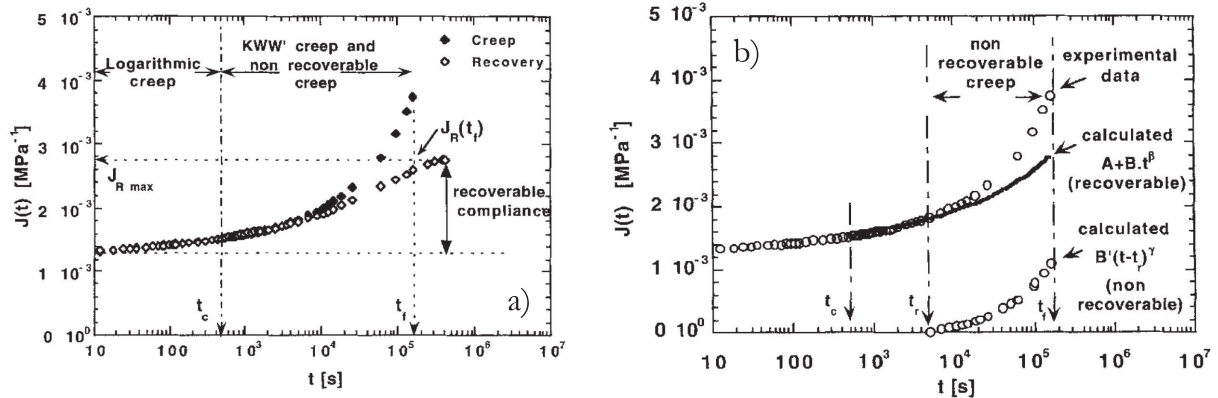 5 10⁻³
4 10⁻³
3 10⁻³
2 10⁻³
1 10⁻³
0 10⁰
J(t) [MPa⁻¹]
KWW' creep and
non recoverable
creep
Logarithmic
creep
Creep
Recovery
J_R(t_f)
J_R max
recoverable
compliance
t_c
t_f
a)
10 10² 10³ 10⁴ 10⁵ 10⁶ 10⁷
t [s]
b)
5 10⁻³
4 10⁻³
3 10⁻³
2 10⁻³
1 10⁻³
0 10⁰
J(t) [MPa⁻¹]
non
recoverable
creep
experimental
data
calculated
A+B.t^β
(recoverable)
calculated
B'(t-t_r)^γ
(non
recoverable)
t_c
t_r
t_f
10 10² 10³ 10⁴ 10⁵ 10⁶ 10⁷
t [s]